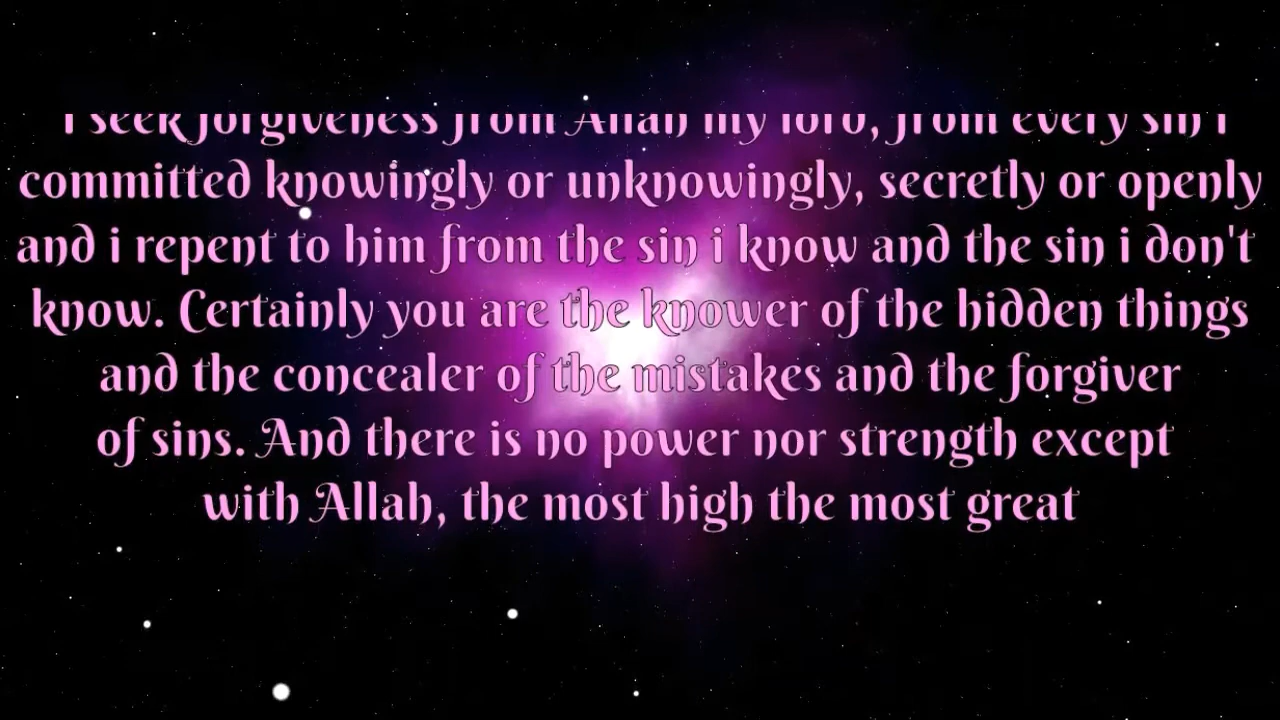 I seek forgiveness from Allah my lord, from every sin i
committed knowingly or unknowingly, secretly or openly
and i repent to him from the sin i know and the sin i don't
know. Certainly you are the knower of the hidden things
and the concealer of the mistakes and the forgiver
of sins. And there is no power nor strength except
with Allah, the most high the most great